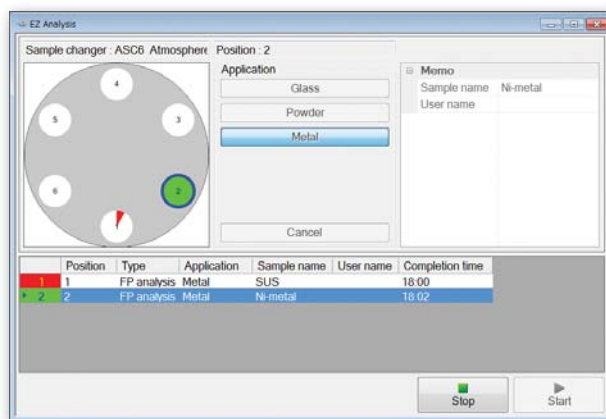 EZ Analysis
Sample changer : ASC6 Atmosphere Position : 2
Application
Glass
Powder
Metal
Cancel
Memo
Sample name Ni-metal
User name
4
5
3
6
2
Position Type Application Sample name User name Completion time
1 1 FP analysis Metal SUS 18:00
2 2 FP analysis Metal Ni-metal 18:02
Stop
Start